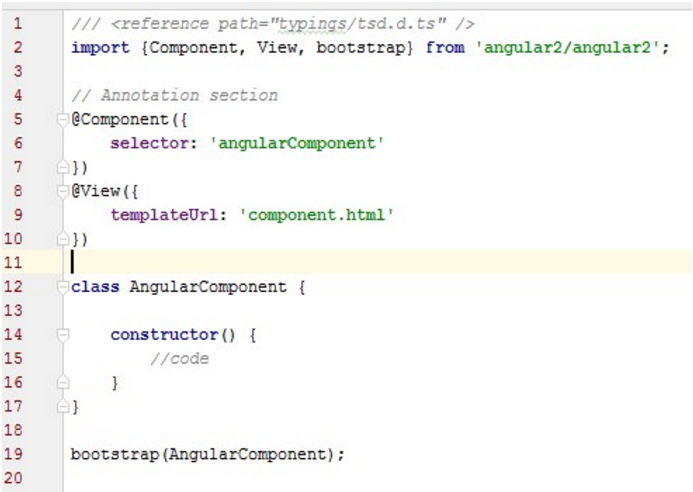 1 /// <reference path="typings/tsd.d.ts" />
2 import {Component, View, bootstrap} from 'angular2/angular2';
3
4 // Annotation section
5 @Component({
6     selector: 'angularComponent'
7 })
8 @View({
9     templateUrl: 'component.html'
10 })
11
12 class AngularComponent {
13
14     constructor() {
15         //code
16     }
17 }
18
19 bootstrap(AngularComponent);
20